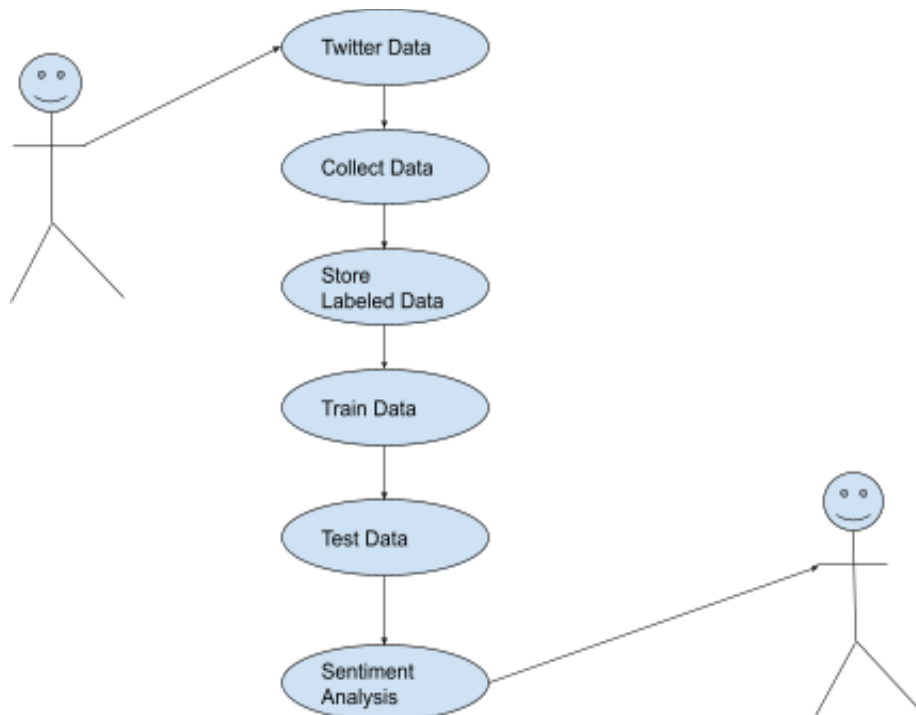 Twitter Data
Collect Data
Store
Labeled Data
Train Data
Test Data
Sentiment
Analysis